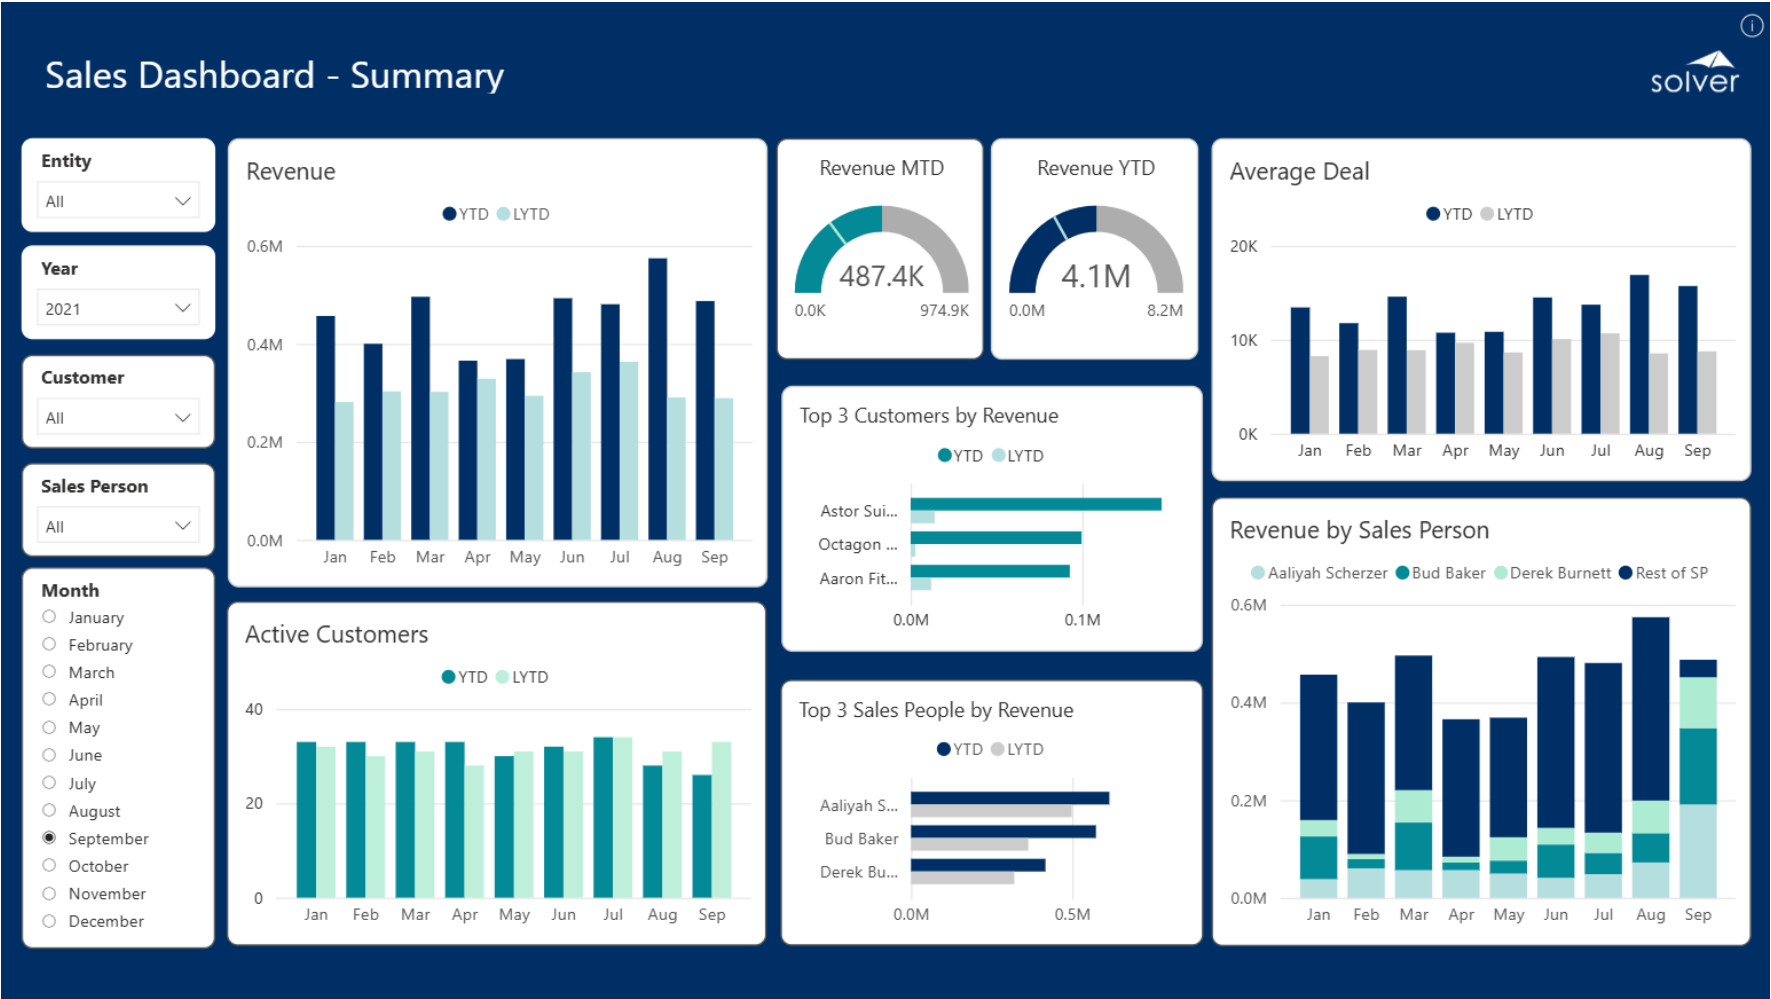 Sales Dashboard - Summary
solver
Entity
All
Year
2021
Customer
All
Sales Person
All
Month
January
February
March
April
May
June
July
August
September
October
November
December
Revenue
YTD LYTD
0.6M
0.4M
0.2M
0.0M
Jan Feb Mar Apr May Jun Jul Aug Sep
Active Customers
YTD LYTD
40
20
0
Jan Feb Mar Apr May Jun Jul Aug Sep
Revenue MTD
487.4K
0.0K 974.9K
Revenue YTD
4.1M
0.0M 8.2M
Top 3 Customers by Revenue
YTD LYTD
Astor Sui...
Octagon ...
Aaron Fit...
0.0M 0.1M
Top 3 Sales People by Revenue
YTD LYTD
Aaliyah S...
Bud Baker
Derek Bu...
0.0M 0.5M
Average Deal
YTD LYTD
20K
10K
0K
Jan Feb Mar Apr May Jun Jul Aug Sep
Revenue by Sales Person
Aaliyah Scherzer Bud Baker Derek Burnett Rest of SP
0.6M
0.4M
0.2M
0.0M
Jan Feb Mar Apr May Jun Jul Aug Sep